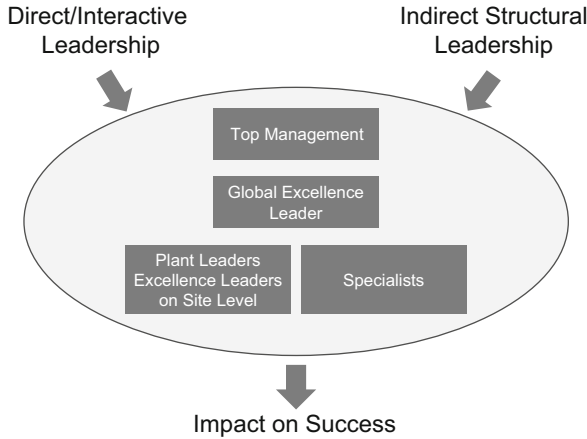 Direct/Interactive
Leadership
Indirect Structural
Leadership
Top Management
Global Excellence
Leader
Plant Leaders
Excellence Leaders
on Site Level
Specialists
Impact on Success